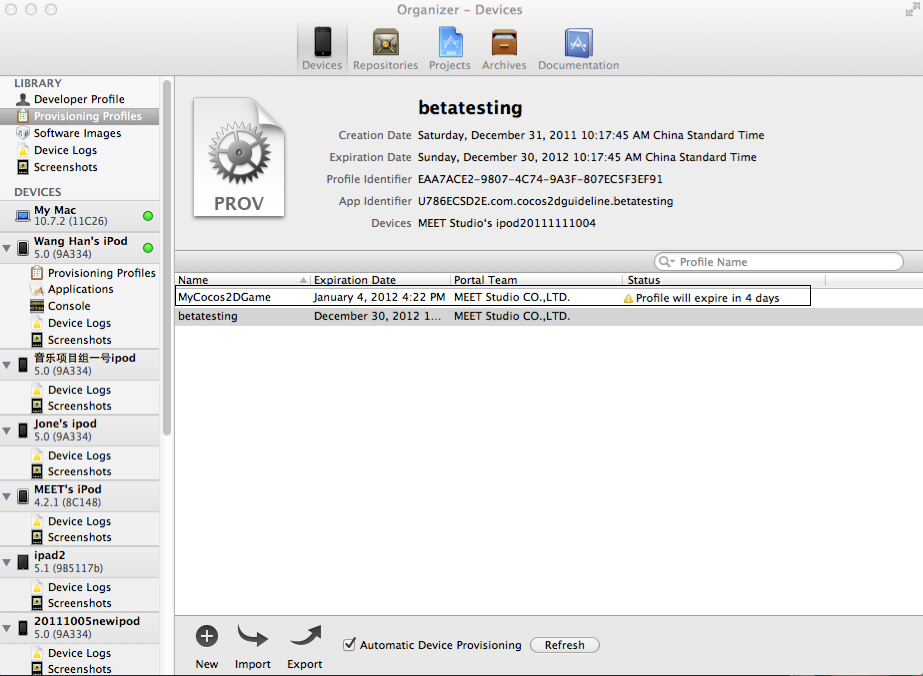 Organizer – Devices
Devices Repositories Projects Archives Documentation
LIBRARY
Developer Profile
Provisioning Profiles
Software Images
Device Logs
Screenshots
DEVICES
My Mac
10.7.2 (11C26)
Wang Han's iPod
5.0 (9A334)
Provisioning Profiles
Applications
Console
Device Logs
Screenshots
音乐项目组一号ipod
5.0 (9A334)
Device Logs
Screenshots
Jone's ipod
5.0 (9A334)
Device Logs
Screenshots
MEET's iPod
4.2.1 (8C148)
Device Logs
Screenshots
ipad2
5.1 (9B5117b)
Device Logs
Screenshots
20111005newipod
5.0 (9A334)
Device Logs
Screenshots
PROV
betatesting
Creation Date Saturday, December 31, 2011 10:17:45 AM China Standard Time
Expiration Date Sunday, December 30, 2012 10:17:45 AM China Standard Time
Profile Identifier EAA7ACE2-9807-4C74-9A3F-807EC5F3EF91
App Identifier U786ECSD2E.com.cocos2dguideline.betatesting
Devices MEET Studio's ipod20111111004
Profile Name
Name Expiration Date Portal Team Status
MyCocos2DGame January 4, 2012 4:22 PM MEET Studio CO.,LTD. Profile will expire in 4 days
betatesting December 30, 2012 1... MEET Studio CO.,LTD.
New Import Export Automatic Device Provisioning Refresh